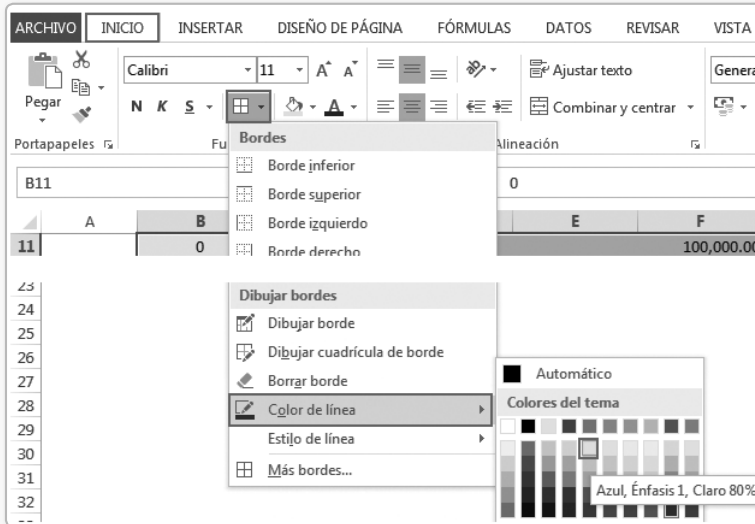 ARCHIVO INICIO INSERTAR DISEÑO DE PÁGINA FÓRMULAS DATOS REVISAR VISTA
Calibri 11 A A Ajustar texto Genera
Pegar N K S A Combinar y centrar
Portapapeles Fu Alineación
Bordes
Borde inferior
Borde superior
Borde izquierdo
Borde derecho
B11 0
A B E F
11 0 100,000.00
23
24
25
26
27
28
29
30
31
32
Dibujar bordes
Dibujar borde
Dibujar cuadrícula de borde
Borrar borde
Color de línea
Estilo de línea
Más bordes...
Automático
Colores del tema
Azul, Énfasis 1, Claro 80%